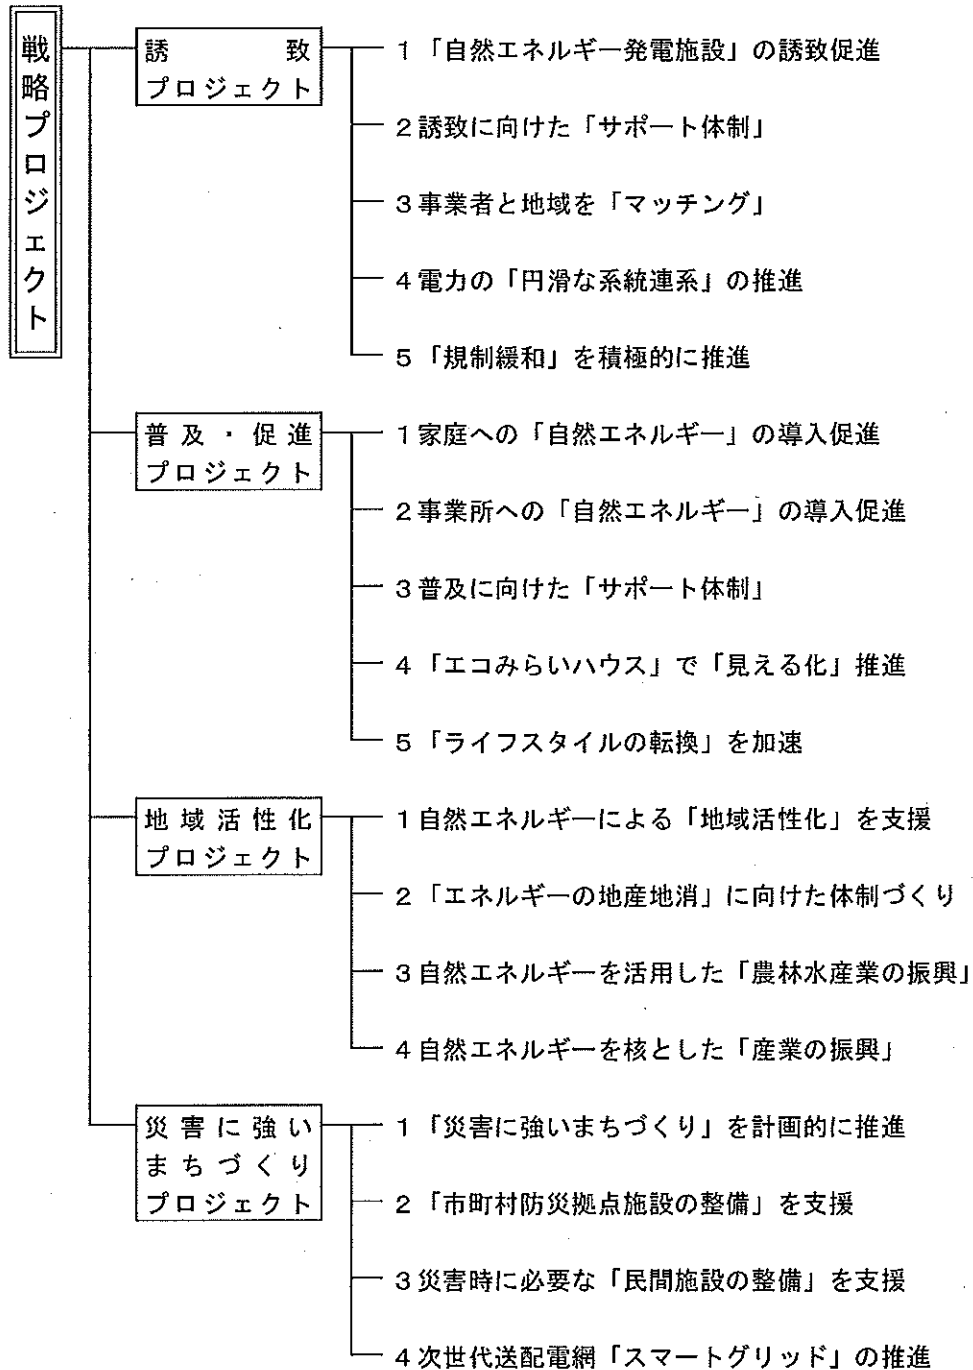 戦略プロジェクト
誘致
プロジェクト
1「自然エネルギー発電施設」の誘致促進
2誘致に向けた「サポート体制」
3事業者と地域を「マッチング」
4電力の「円滑な系統連系」の推進
5「規制緩和」を積極的に推進
普及・促進
プロジェクト
1家庭への「自然エネルギー」の導入促進
2事業所への「自然エネルギー」の導入促進
3普及に向けた「サポート体制」
4「エコみらいハウス」で「見える化」推進
5「ライフスタイルの転換」を加速
地域活性化
プロジェクト
1自然エネルギーによる「地域活性化」を支援
2「エネルギーの地産地消」に向けた体制づくり
3自然エネルギーを活用した「農林水産業の振興」
4自然エネルギーを核とした「産業の振興」
災害に強い
まちづくり
プロジェクト
1「災害に強いまちづくり」を計画的に推進
2「市町村防災拠点施設の整備」を支援
3災害時に必要な「民間施設の整備」を支援
4次世代送配電網「スマートグリッド」の推進